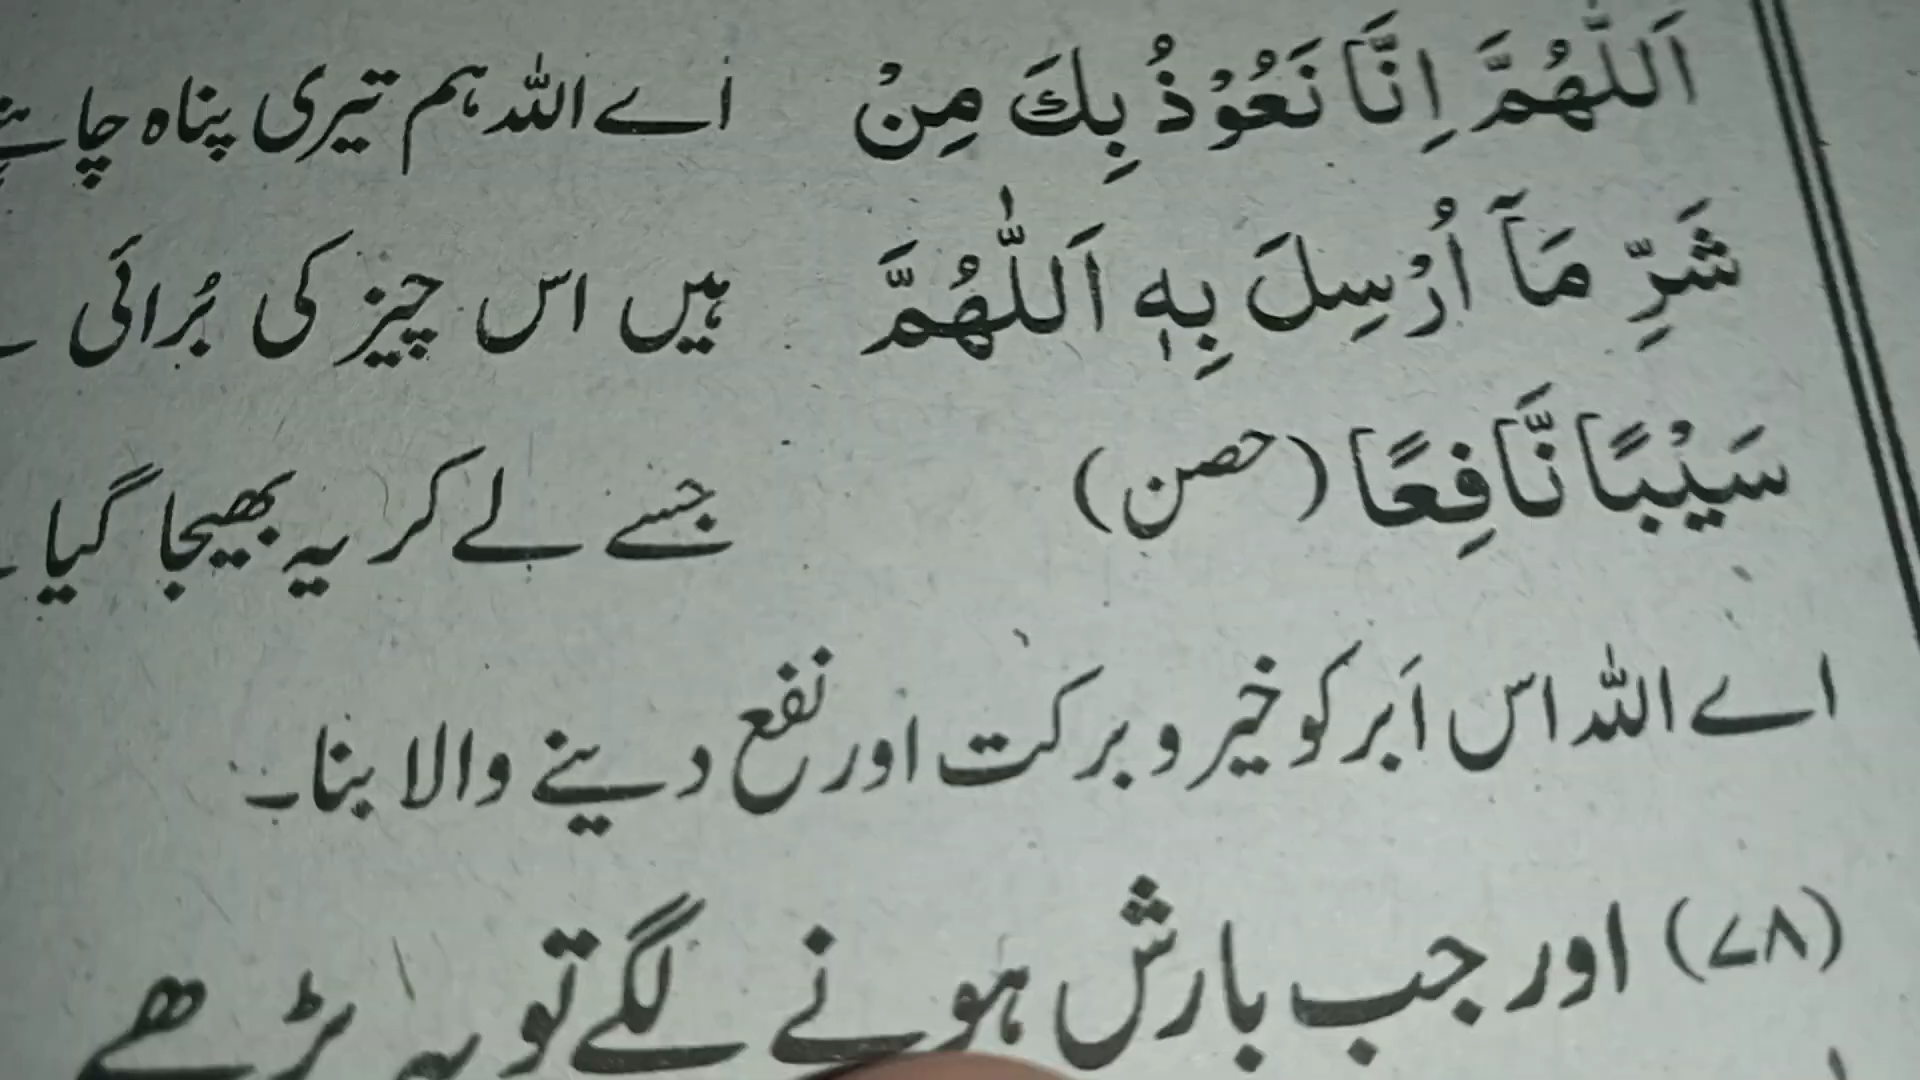 اَللّٰهُمَّ اِنَّا نَعُوْذُ بِكَ مِنْ اے اللہ ہم تیری پناہ چاہتے
شَرِّ مَآ اُرْسِلَ بِهٖ اَللّٰهُمَّ ہیں اس چیز کی بُرائی
سَيْبًا نَّافِعًا (حصن) جسے لے کر یہ بھیجا گیا
اے اللہ اس اَبر کو خیر و برکت اور نفع دینے والا بنا۔
(۷۸) اور جب بارش ہونے لگے تو یہ پڑھے